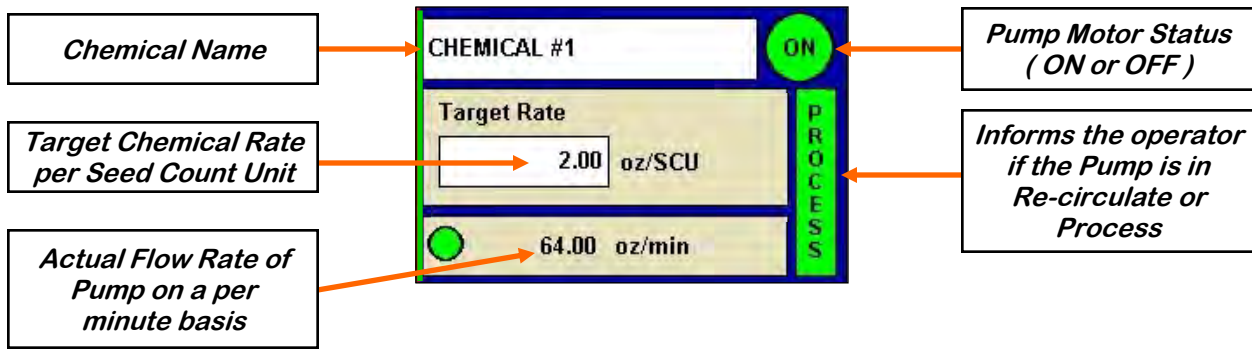 Chemical Name
Target Chemical Rate
per Seed Count Unit
Actual Flow Rate of
Pump on a per
minute basis
CHEMICAL #1
ON
Target Rate
2.00 oz/SCU
64.00 oz/min
PROCESS
Pump Motor Status
( ON or OFF )
Informs the operator
if the Pump is in
Re-circulate or
Process